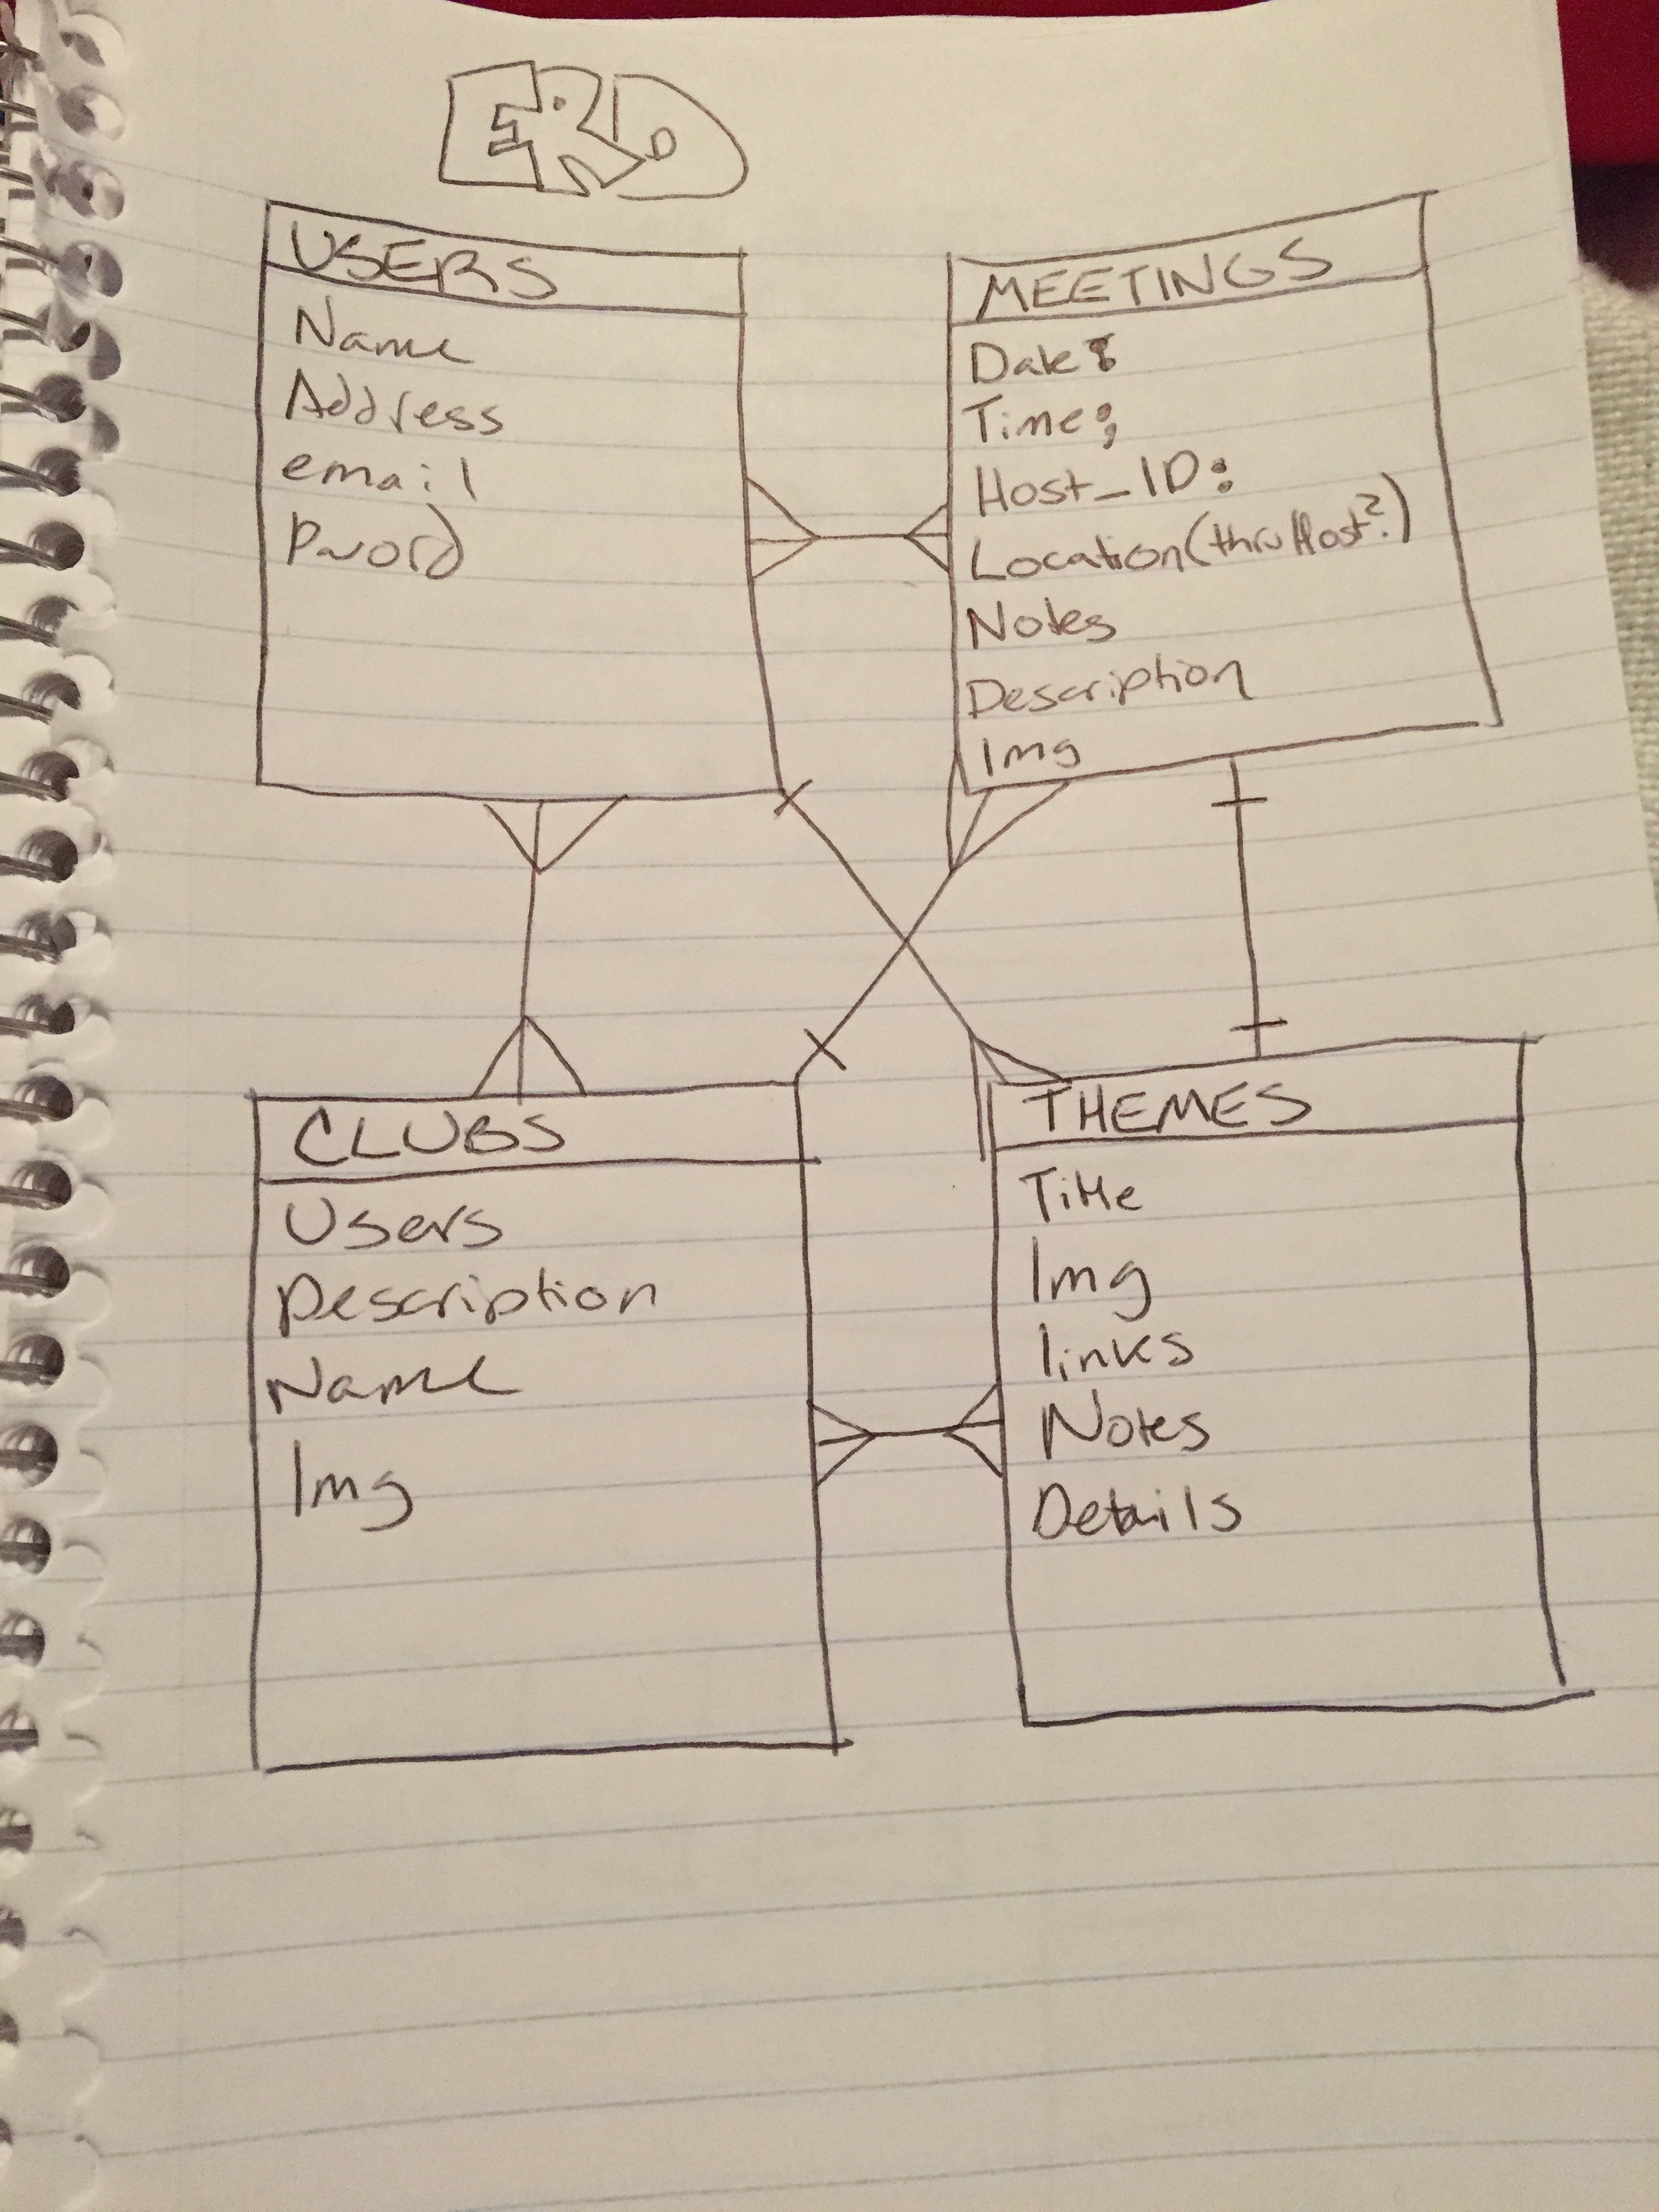 ERD
USERS
Name
Address
email
Pword
MEETINGS
Date:
Time:
Host_ID:
Location (thru Host?)
Notes
Description
Img
CLUBS
Users
Description
Name
Img
THEMES
Title
Img
links
Notes
Details